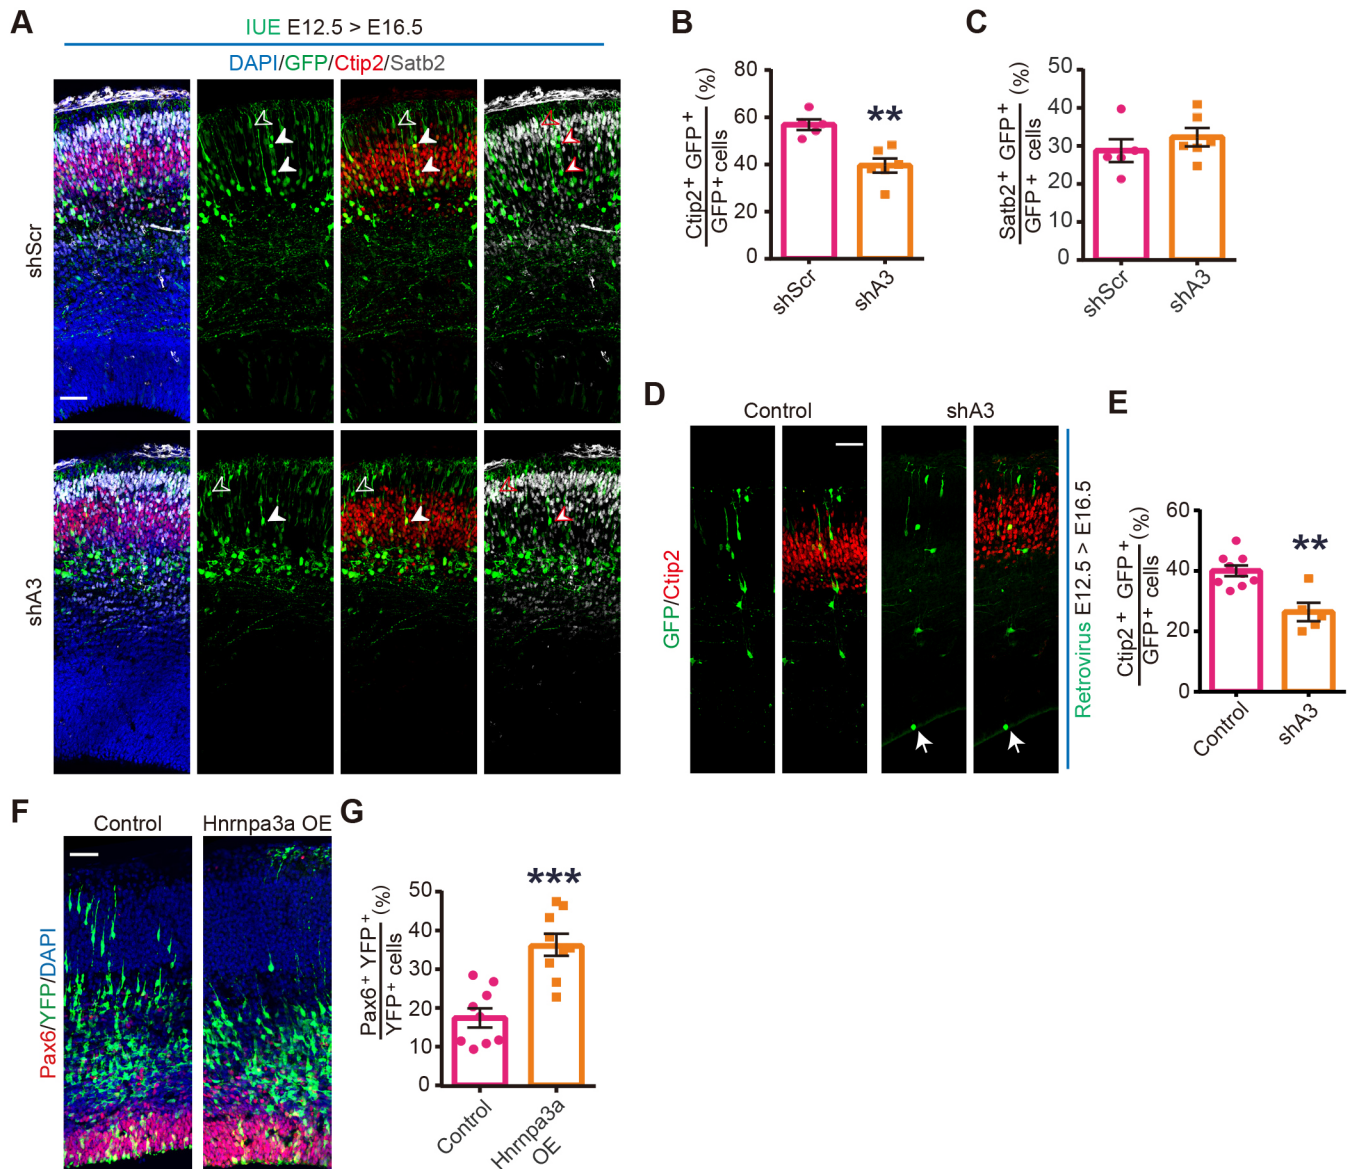 A
IUE E12.5 > E16.5
DAPI/GFP/Ctip2/Satb2
shScr
shA3
B
Ctip2+ GFP+
GFP+ cells
(%)
80
60
40
20
0
**
shScr
shA3
C
Satb2+ GFP+
GFP+ cells
(%)
50
40
30
20
10
0
shScr
shA3
D
Control
shA3
GFP/Ctip2
Retrovirus E12.5 > E16.5
E
Ctip2+ GFP+
GFP+ cells
(%)
60
40
20
0
**
Control
shA3
F
Control
Hnrnpa3a OE
Pax6/YFP/DAPI
G
Pax6+ YFP+
YFP+ cells
(%)
50
40
30
20
10
0
***
Control
Hnrnpa3a
OE